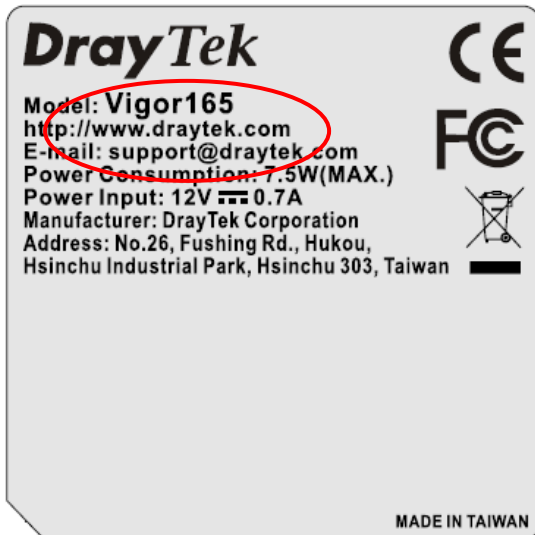 DrayTek
CE
Model: Vigor165
http://www.draytek.com
FC
E-mail: support@draytek.com
Power Consumption: 7.5W(MAX.)
Power Input: 12V ⎓ 0.7A
Manufacturer: DrayTek Corporation
Address: No.26, Fushing Rd., Hukou,
Hsinchu Industrial Park, Hsinchu 303, Taiwan
MADE IN TAIWAN